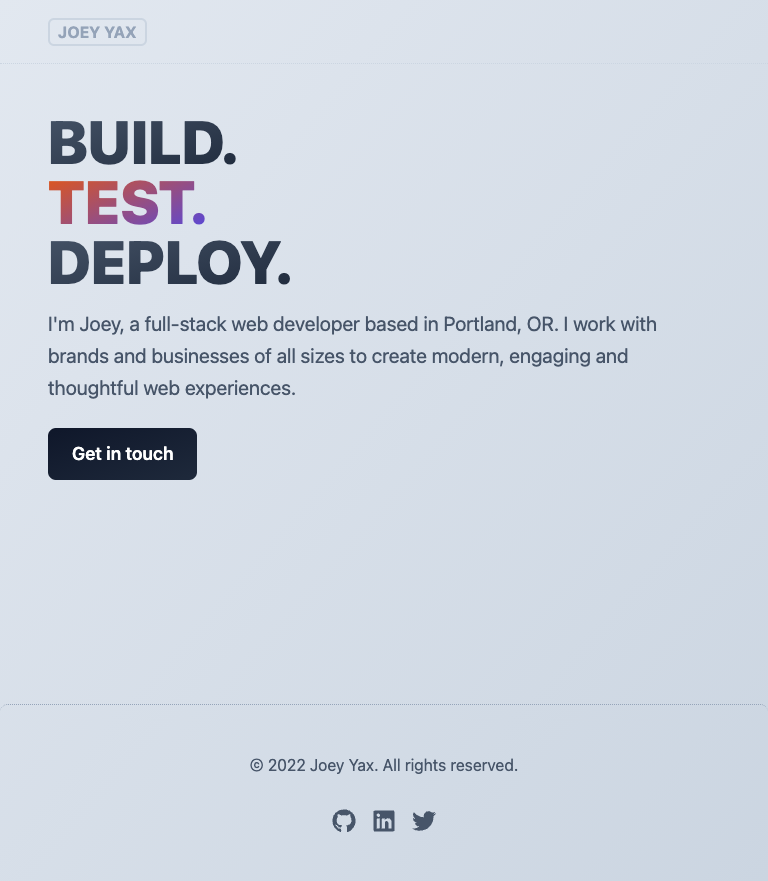 JOEY YAX
BUILD.
TEST.
DEPLOY.
I'm Joey, a full-stack web developer based in Portland, OR. I work with
brands and businesses of all sizes to create modern, engaging and
thoughtful web experiences.
Get in touch
© 2022 Joey Yax. All rights reserved.